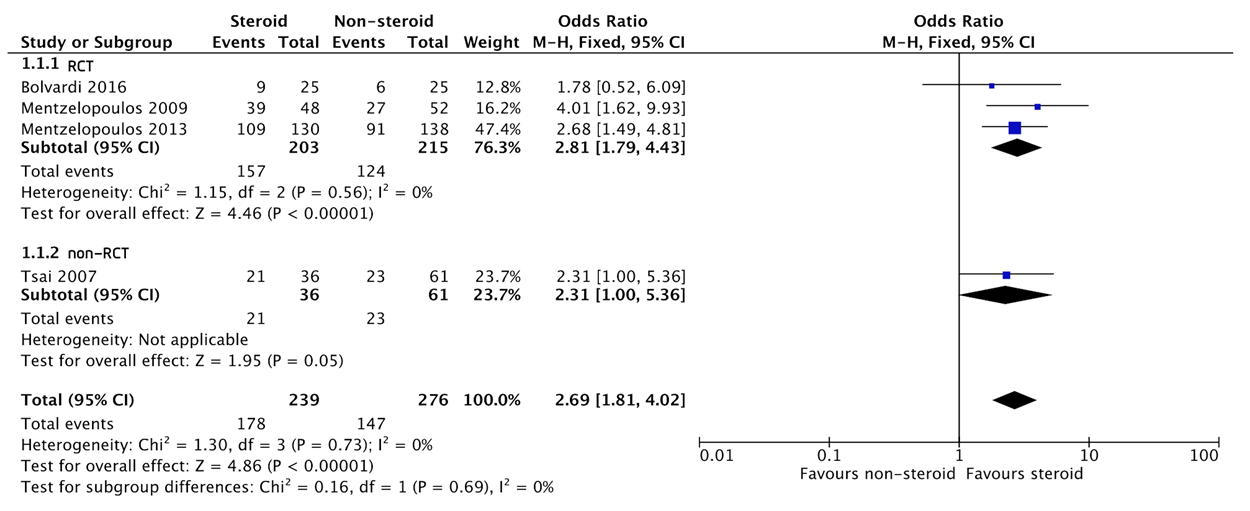 Steroid Non-steroid Odds Ratio Odds Ratio
Study or Subgroup Events Total Events Total Weight M-H, Fixed, 95% CI M-H, Fixed, 95% CI
1.1.1 RCT
Bolvardi 2016 9 25 6 25 12.8% 1.78 [0.52, 6.09]
Mentzelopoulos 2009 39 48 27 52 16.2% 4.01 [1.62, 9.93]
Mentzelopoulos 2013 109 130 91 138 47.4% 2.68 [1.49, 4.81]
Subtotal (95% CI) 203 215 76.3% 2.81 [1.79, 4.43]
Total events 157 124
Heterogeneity: Chi² = 1.15, df = 2 (P = 0.56); I² = 0%
Test for overall effect: Z = 4.46 (P < 0.00001)
1.1.2 non-RCT
Tsai 2007 21 36 23 61 23.7% 2.31 [1.00, 5.36]
Subtotal (95% CI) 36 61 23.7% 2.31 [1.00, 5.36]
Total events 21 23
Heterogeneity: Not applicable
Test for overall effect: Z = 1.95 (P = 0.05)
Total (95% CI) 239 276 100.0% 2.69 [1.81, 4.02]
Total events 178 147
Heterogeneity: Chi² = 1.30, df = 3 (P = 0.73); I² = 0%
Test for overall effect: Z = 4.86 (P < 0.00001)
Test for subgroup differences: Chi² = 0.16, df = 1 (P = 0.69), I² = 0%
0.01 0.1 1 10 100
Favours non-steroid Favours steroid